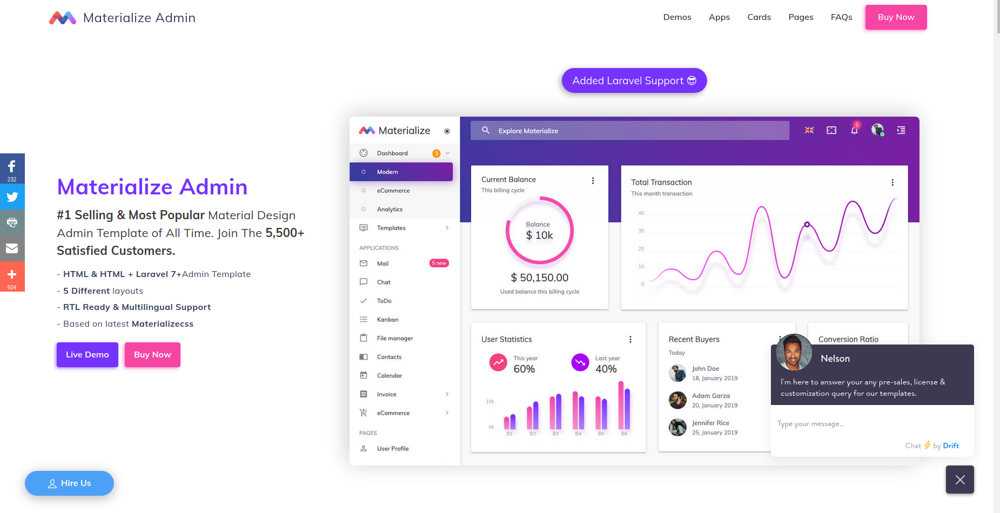 Materialize Admin
Demos
Apps
Cards
Pages
FAQs
Buy Now
Added Laravel Support 😎
232
604
Materialize Admin
#1 Selling & Most Popular Material Design
Admin Template of All Time. Join The 5,500+
Satisfied Customers.
- HTML & HTML + Laravel 7+Admin Template
- 5 Different layouts
- RTL Ready & Multilingual Support
- Based on latest Materializecss
Live Demo
Buy Now
Hire Us
Materialize
Dashboard
3
Modern
eCommerce
Analytics
Templates
APPLICATIONS
Mail
5 new
Chat
ToDo
Kanban
File manager
Contacts
Calendar
Invoice
eCommerce
PAGES
User Profile
Explore Materialize
5
Current Balance
This billing cycle
Balance
$ 10k
$ 50,150.00
Used balance this billing cycle
Total Transaction
This month transaction
40
30
20
10
0
User Statistics
This year
60%
Last year
40%
10k
0k
B1
B2
B3
B4
B5
B6
Recent Buyers
Today
John Doe
18, January 2019
Adam Garza
20, January 2019
Jennifer Rice
25, January 2019
Conversion Ratio
Nelson
I'm here to answer your any pre-sales, license &
customization query for our templates.
Type your message...
Chat ⚡ by Drift